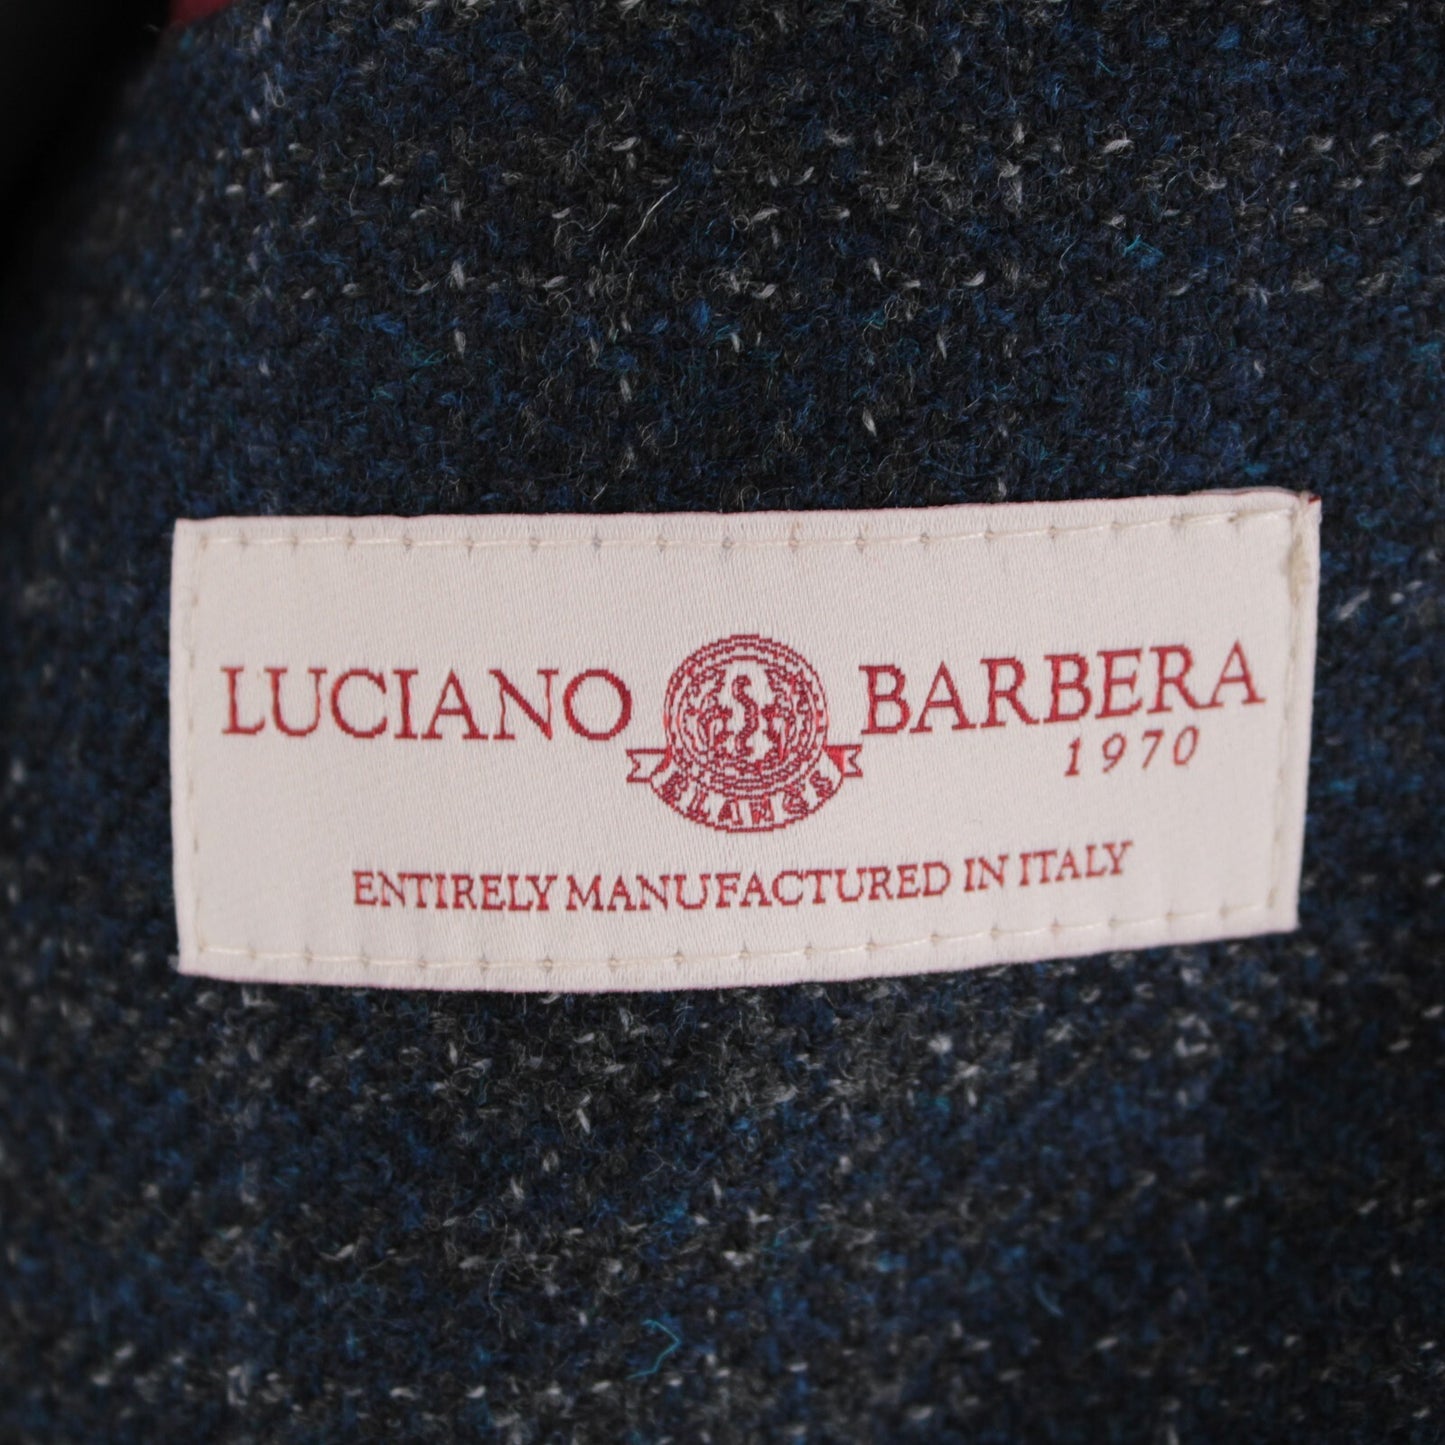 LUCIANO BARBERA
1970
ENTIRELY MANUFACTURED IN ITALY